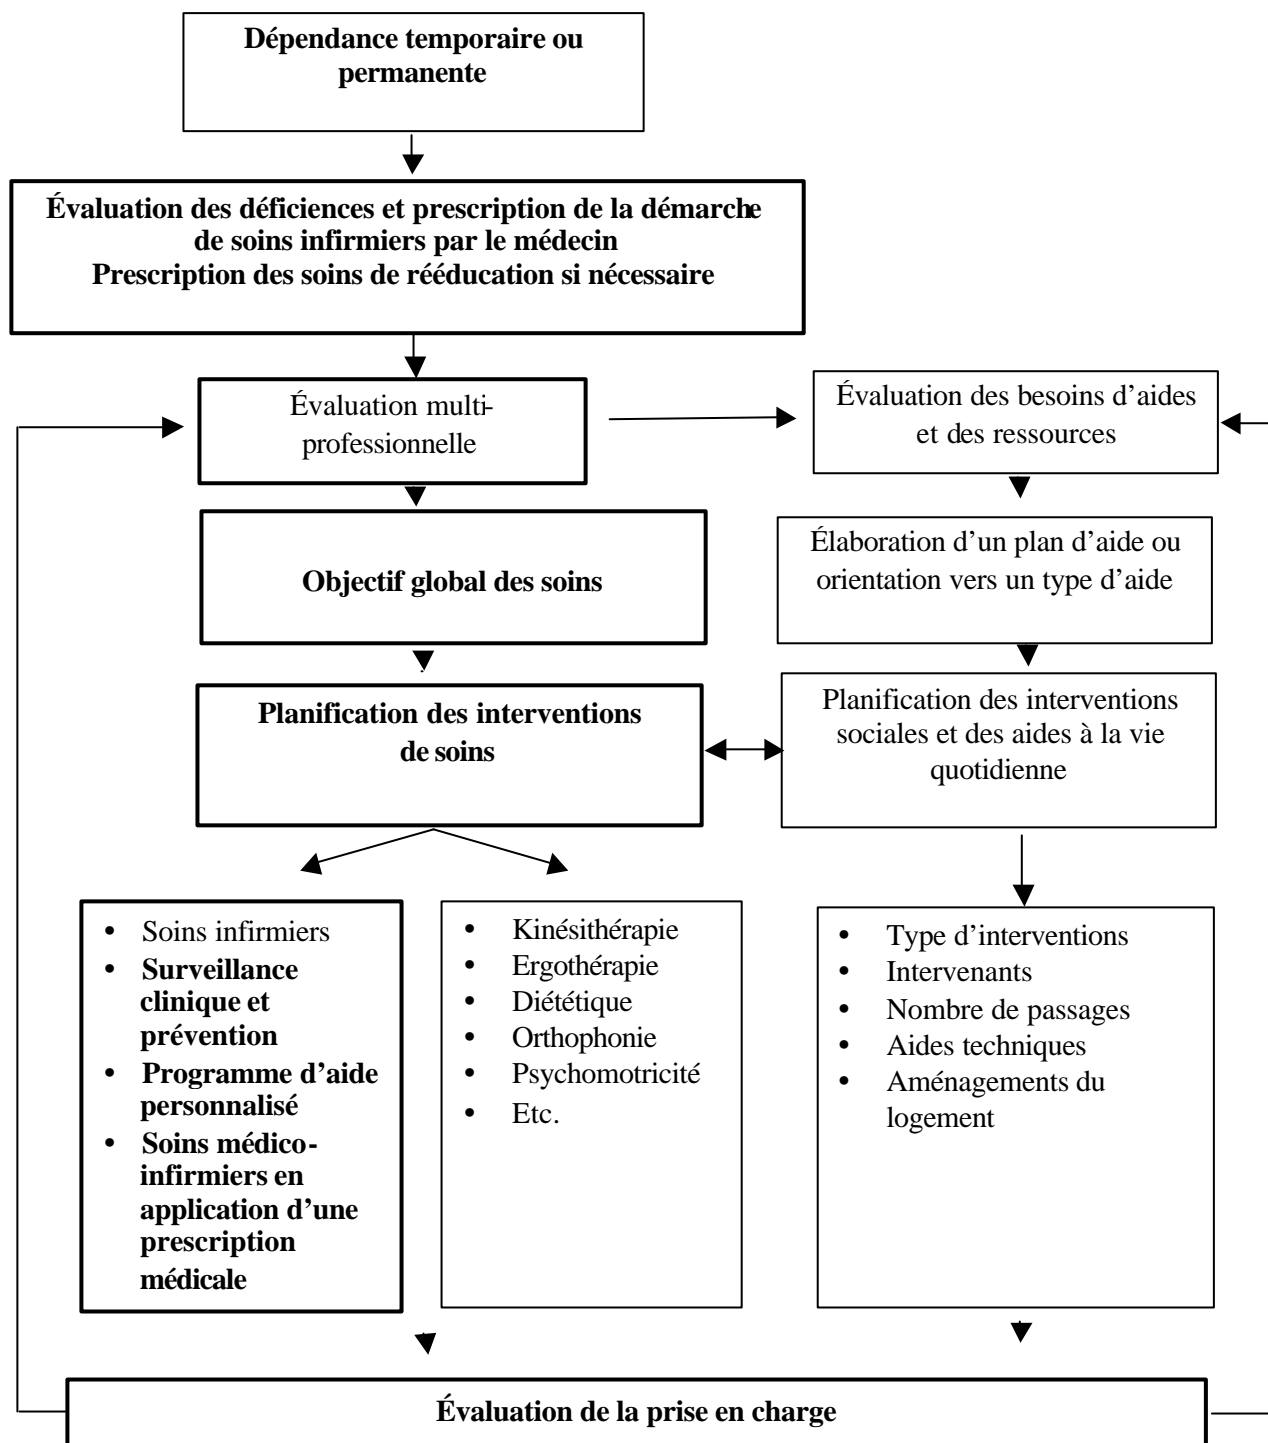 Dépendance temporaire ou
permanente
Évaluation des déficiences et prescription de la démarche
de soins infirmiers par le médecin
Prescription des soins de rééducation si nécessaire
Évaluation multi-
professionnelle
Évaluation des besoins d’aides
et des ressources
Objectif global des soins
Élaboration d’un plan d’aide ou
orientation vers un type d’aide
Planification des interventions
de soins
Planification des interventions
sociales et des aides à la vie
quotidienne
• Soins infirmiers
• Surveillance
clinique et
prévention
• Programme d’aide
personnalisé
• Soins médico-
infirmiers en
application d’une
prescription
médicale
• Kinésithérapie
• Ergothérapie
• Diététique
• Orthophonie
• Psychomotricité
• Etc.
• Type d’interventions
• Intervenants
• Nombre de passages
• Aides techniques
• Aménagements du
logement
Évaluation de la prise en charge